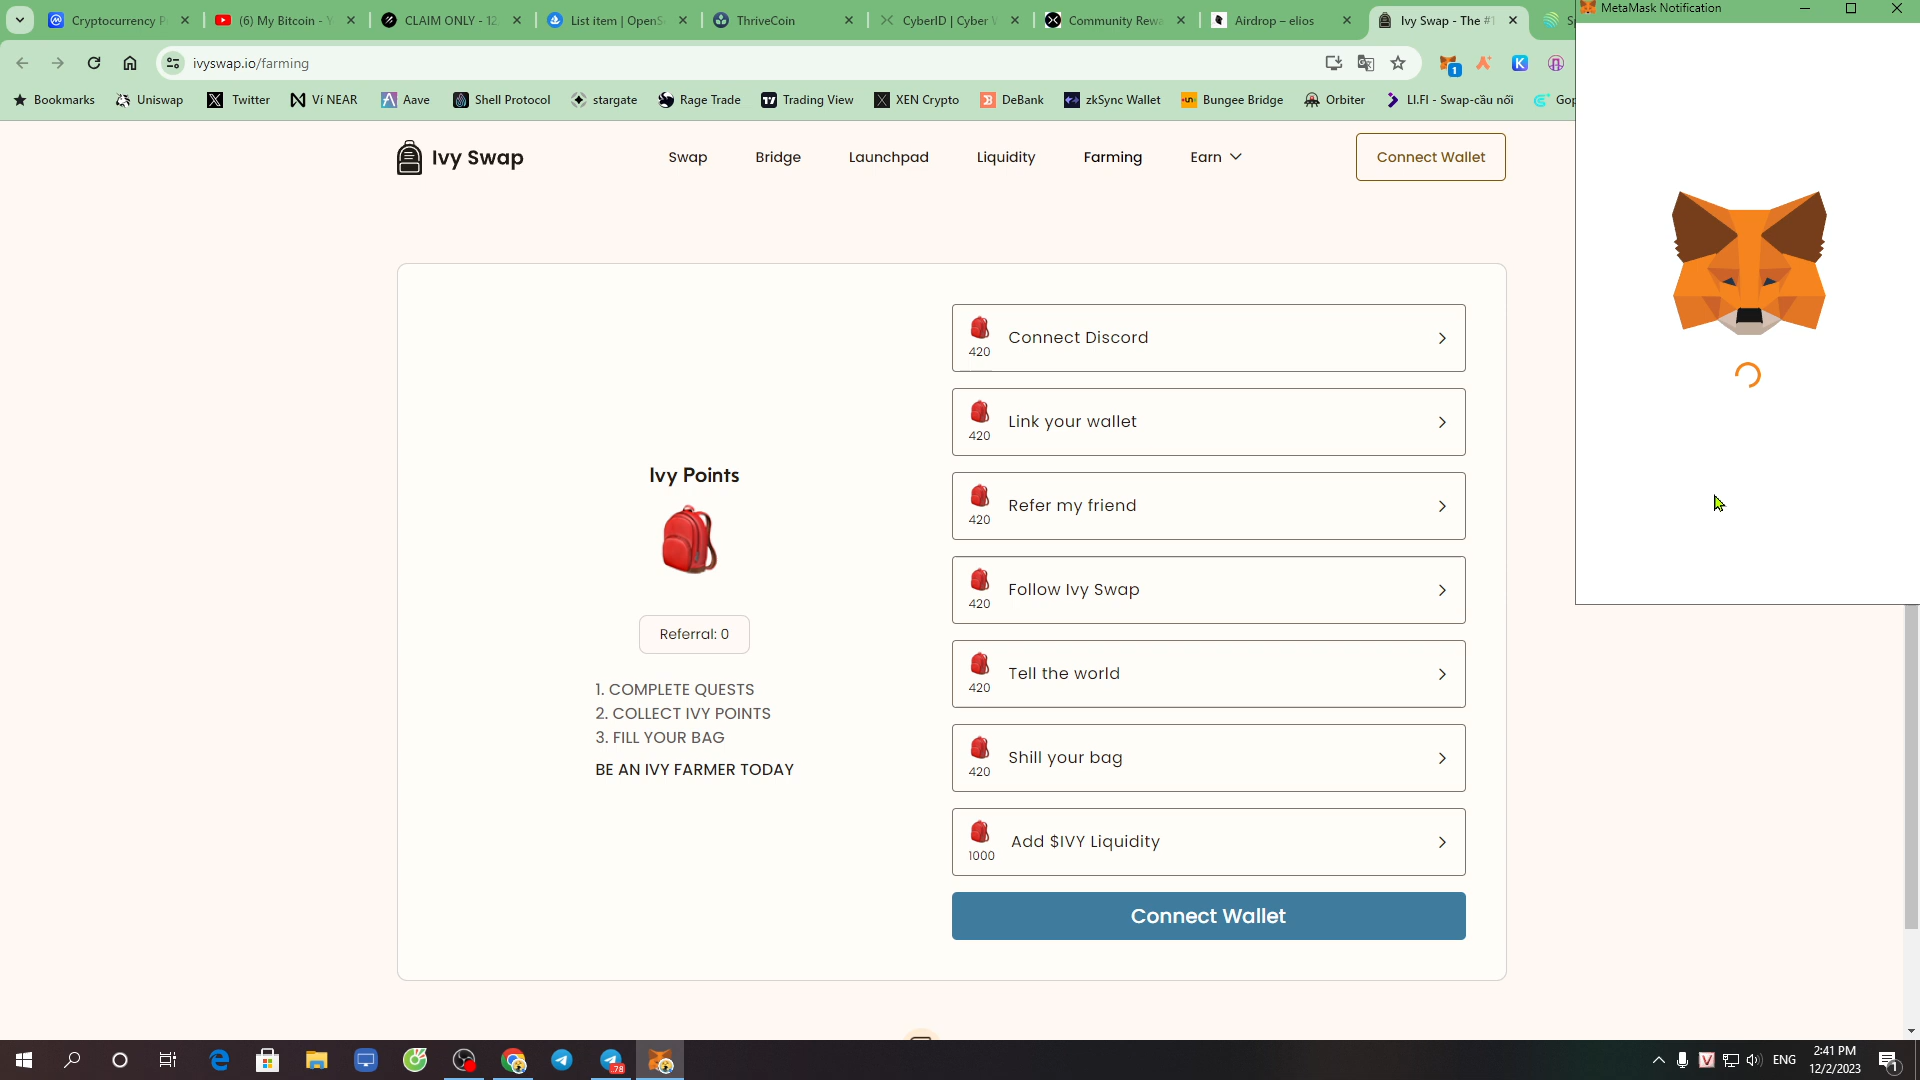 Cryptocurrency P
(6) My Bitcoin - Y
CLAIM ONLY - 12.
List item | OpenS
ThriveCoin
CyberID | Cyber
Community Rewa
Airdrop – elios
Ivy Swap - The #1
MetaMask Notification
ivyswap.io/farming
1
Bookmarks
Uniswap
Twitter
Ví NEAR
Aave
Shell Protocol
stargate
Rage Trade
Trading View
XEN Crypto
DeBank
zkSync Wallet
Bungee Bridge
Orbiter
LI.FI - Swap-cầu nối
Gop
Ivy Swap
Swap
Bridge
Launchpad
Liquidity
Farming
Earn
Connect Wallet
Ivy Points
Referral: 0
1. COMPLETE QUESTS
2. COLLECT IVY POINTS
3. FILL YOUR BAG
BE AN IVY FARMER TODAY
420
Connect Discord
420
Link your wallet
420
Refer my friend
420
Follow Ivy Swap
420
Tell the world
420
Shill your bag
1000
Add $IVY Liquidity
Connect Wallet
.78
V
ENG
2:41 PM
12/2/2023
1